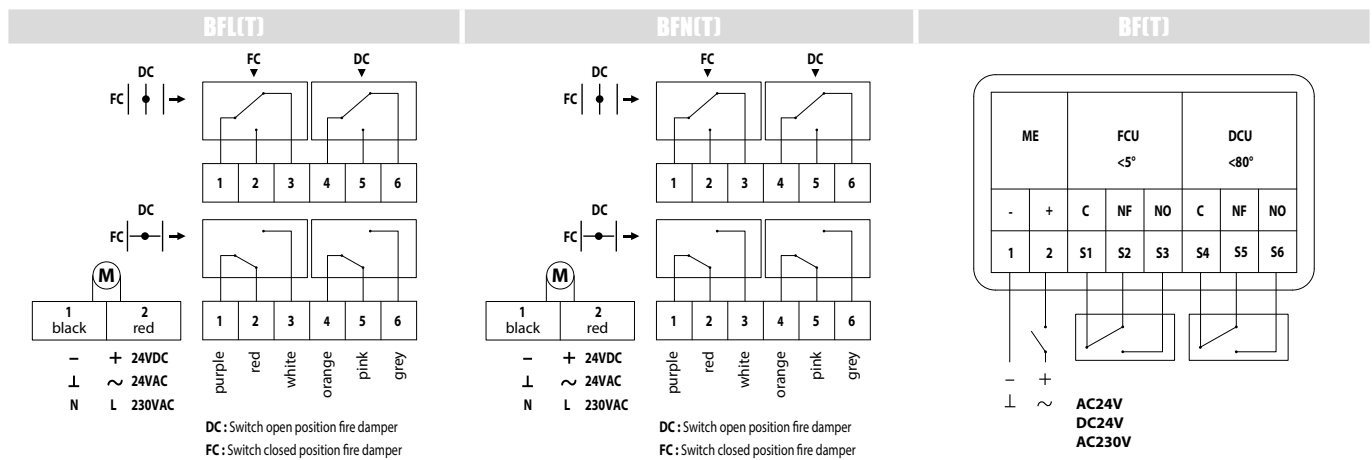 BFL(T)
FC DC
DC
FC
1 2 3 4 5 6
DC
FC
M
1 2
black red
1 2 3 4 5 6
purple red white orange pink grey
– + 24VDC
⊥ ~ 24VAC
N L 230VAC
DC : Switch open position fire damper
FC : Switch closed position fire damper
BFN(T)
FC DC
DC
FC
1 2 3 4 5 6
DC
FC
M
1 2
black red
1 2 3 4 5 6
purple red white orange pink grey
– + 24VDC
⊥ ~ 24VAC
N L 230VAC
DC : Switch open position fire damper
FC : Switch closed position fire damper
BF(T)
ME FCU DCU
<5° <80°
- + C NF NO C NF NO
1 2 S1 S2 S3 S4 S5 S6
– +
⊥ ~
AC24V
DC24V
AC230V